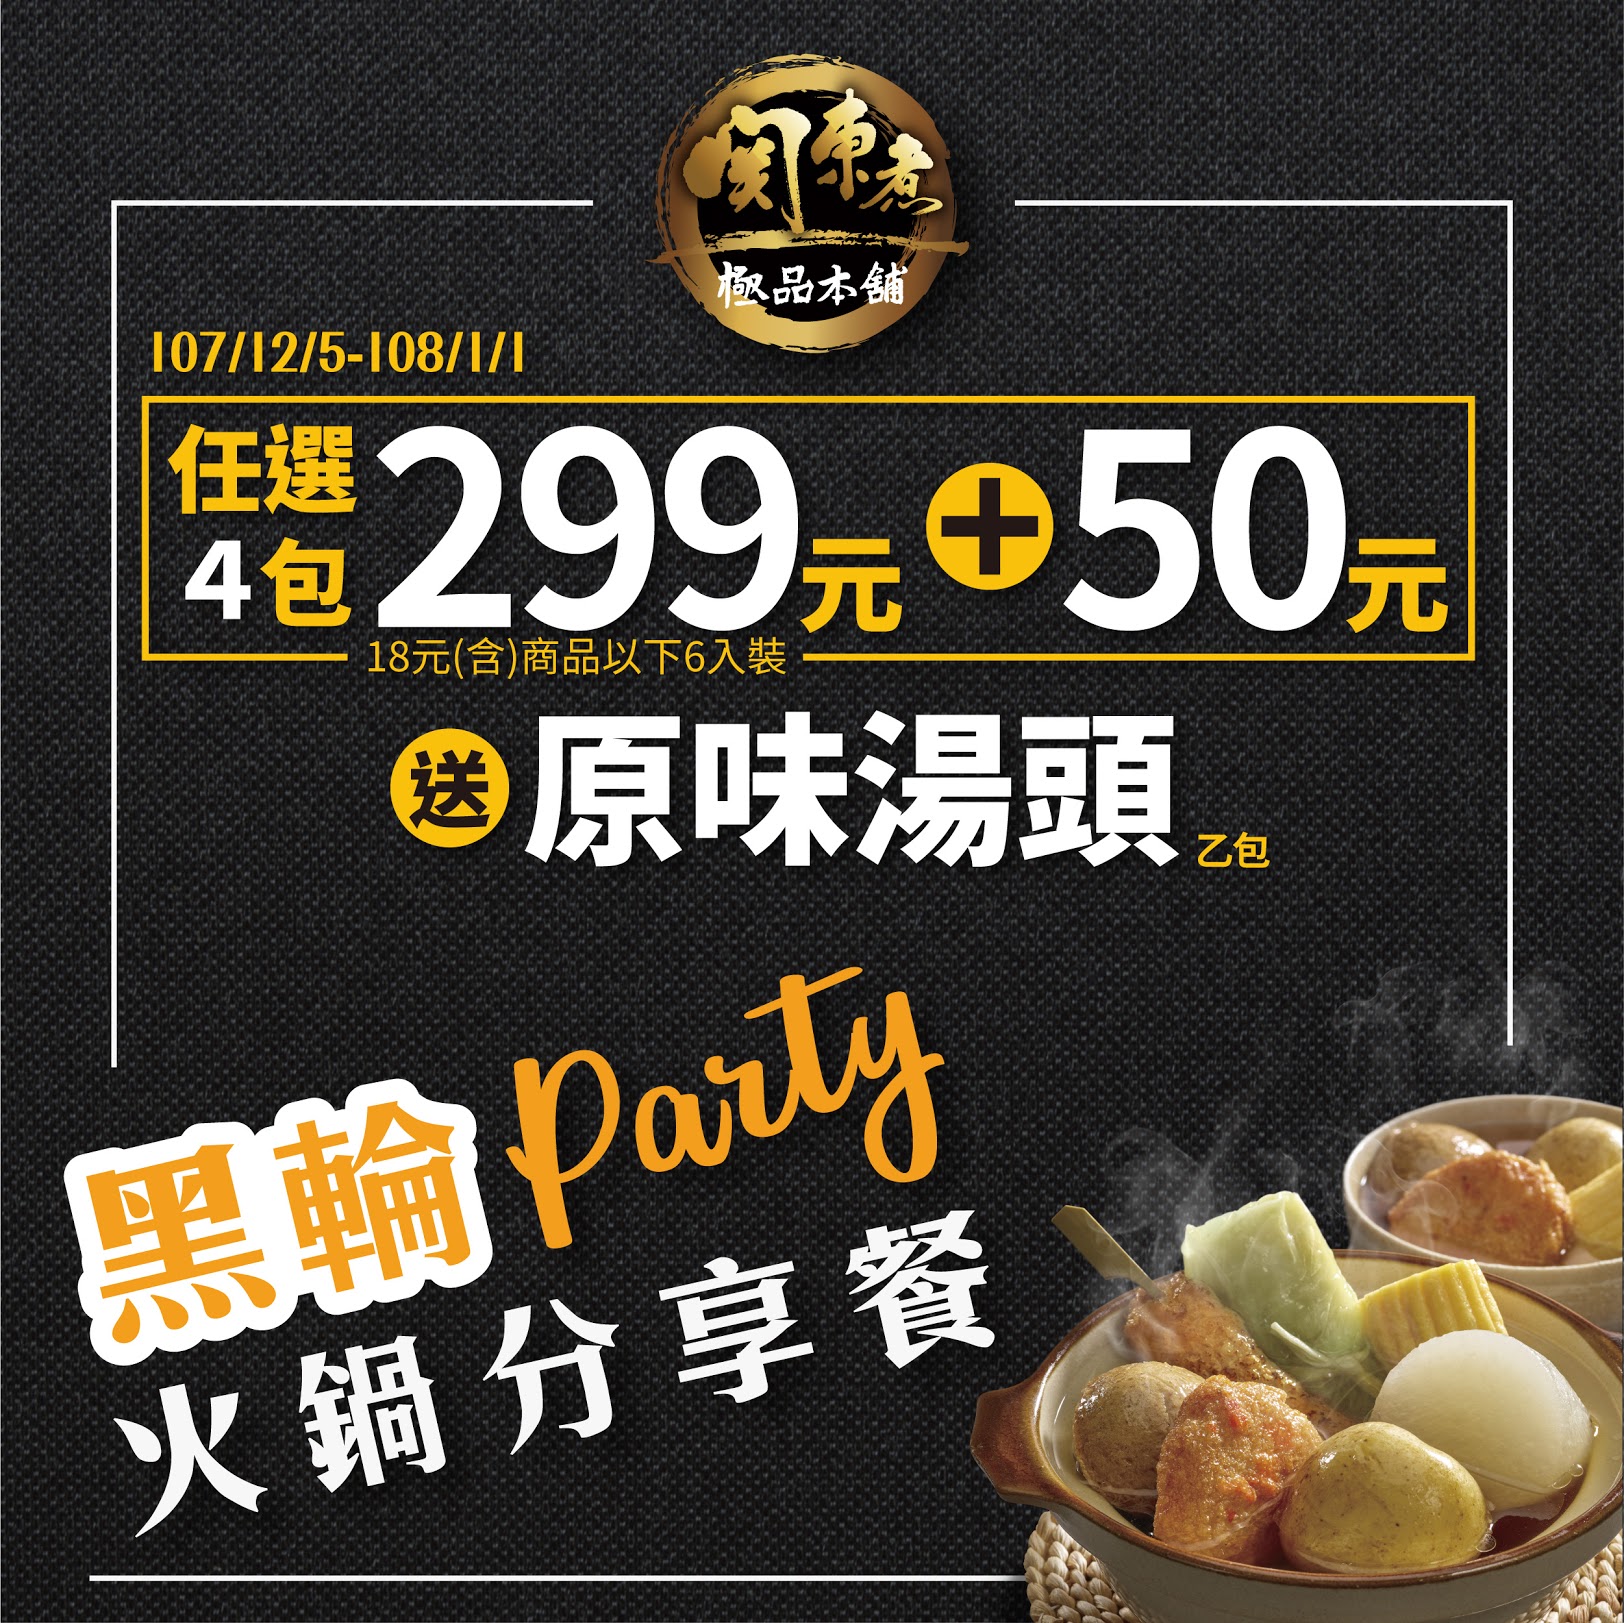 関東煮
極品本舖
107/12/5-108/1/1
任選
4包
299元+50元
18元(含)商品以下6入裝
送 原味湯頭 乙包
黑輪 Party
火鍋分享餐